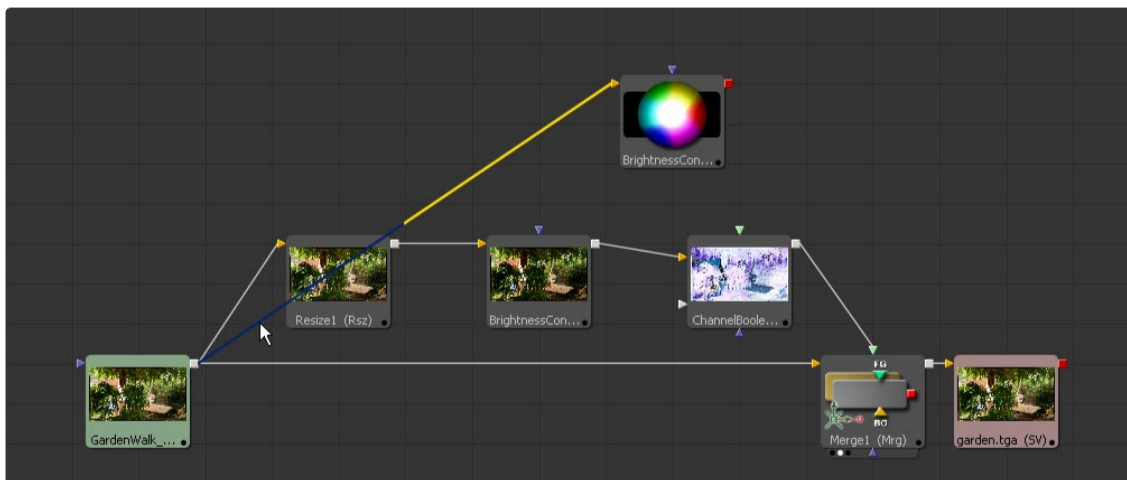 BrightnessCon...
Resize1 (Rsz)
BrightnessCon...
ChannelBoole...
GardenWalk_...
FG
BG
Merge1 (Mrg)
garden.tga (SV)